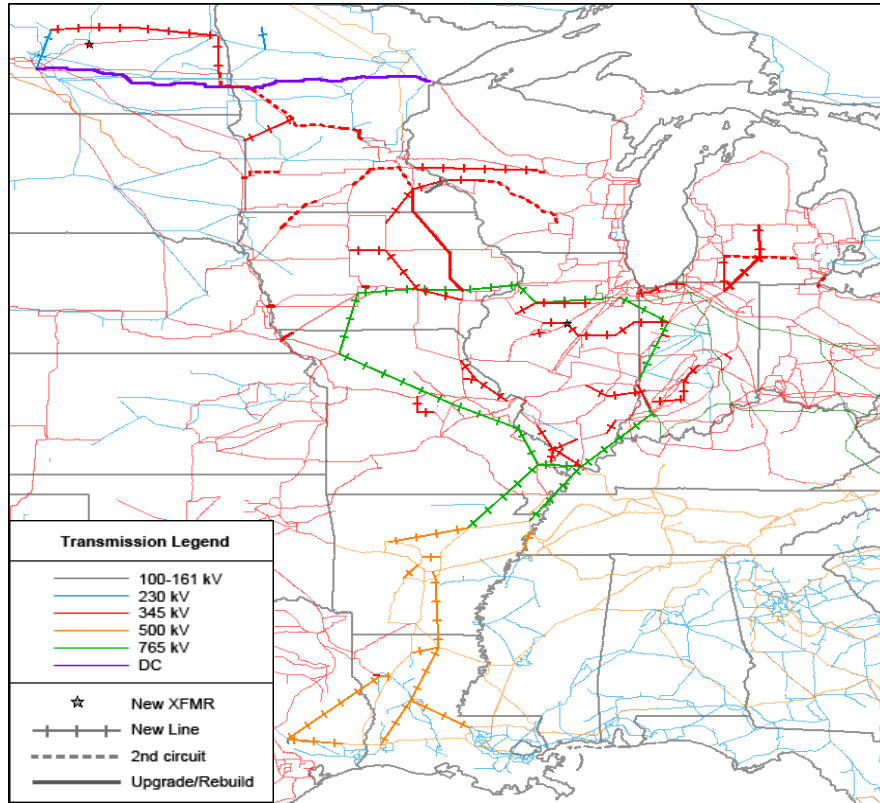 Transmission Legend
100-161 kV
230 kV
345 kV
500 kV
765 kV
DC
New XFMR
New Line
2nd circuit
Upgrade/Rebuild